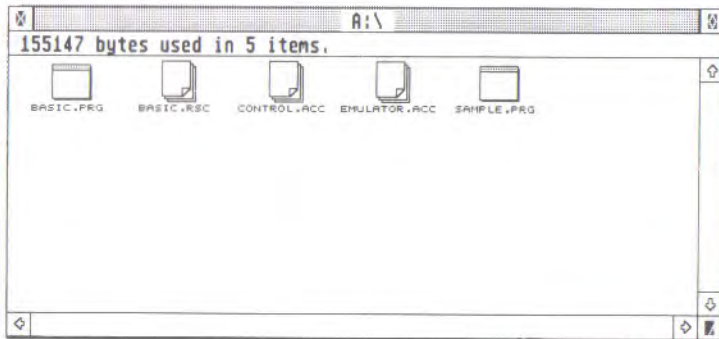 A:\
155147 bytes used in 5 items.
BASIC.PRG BASIC.RSC CONTROL.ACC EMULATOR.ACC SAMPLE.PRG